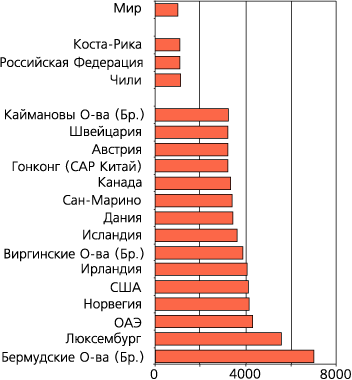 Мир
Коста-Рика
Российская Федерация
Чили
Каймановы О-ва (Бр.)
Швейцария
Австрия
Гонконг (САР Китай)
Канада
Сан-Марино
Дания
Исландия
Виргинские О-ва (Бр.)
Ирландия
США
Норвегия
ОАЭ
Люксембург
Бермудские О-ва (Бр.)
0 4000 8000